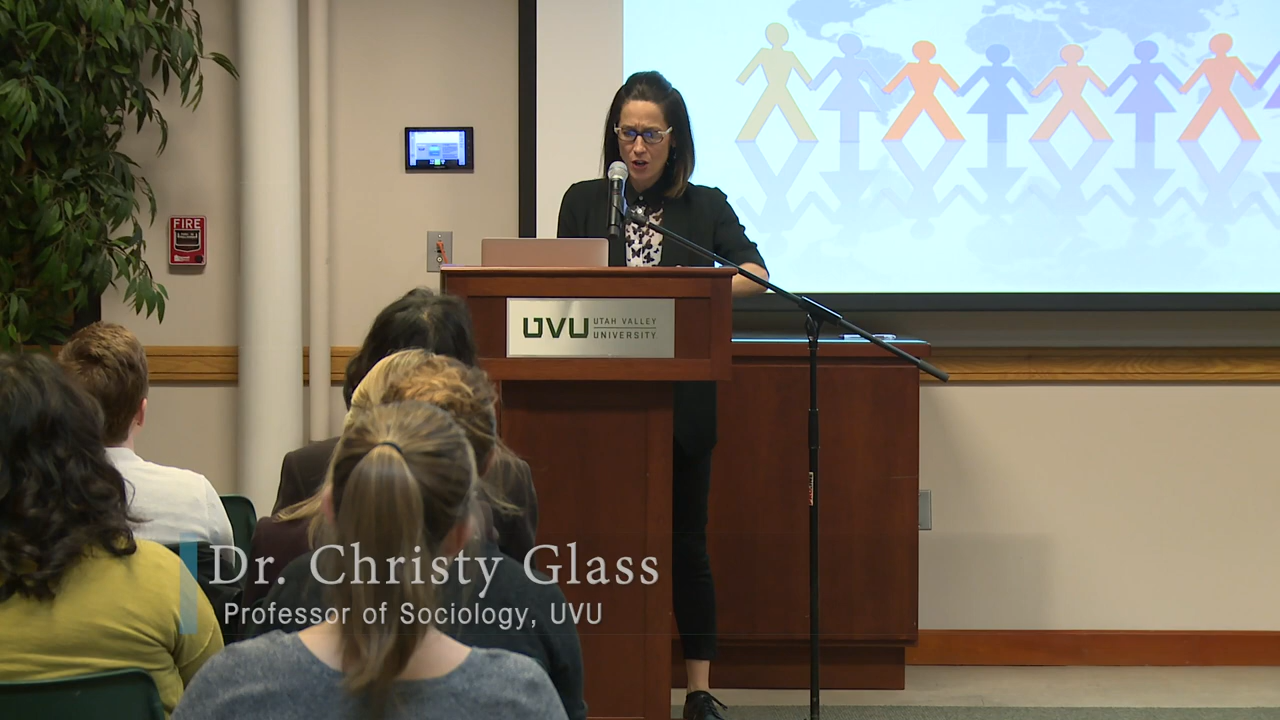 FIRE
UVU UTAH VALLEY
UNIVERSITY
Dr. Christy Glass
Professor of Sociology, UVU